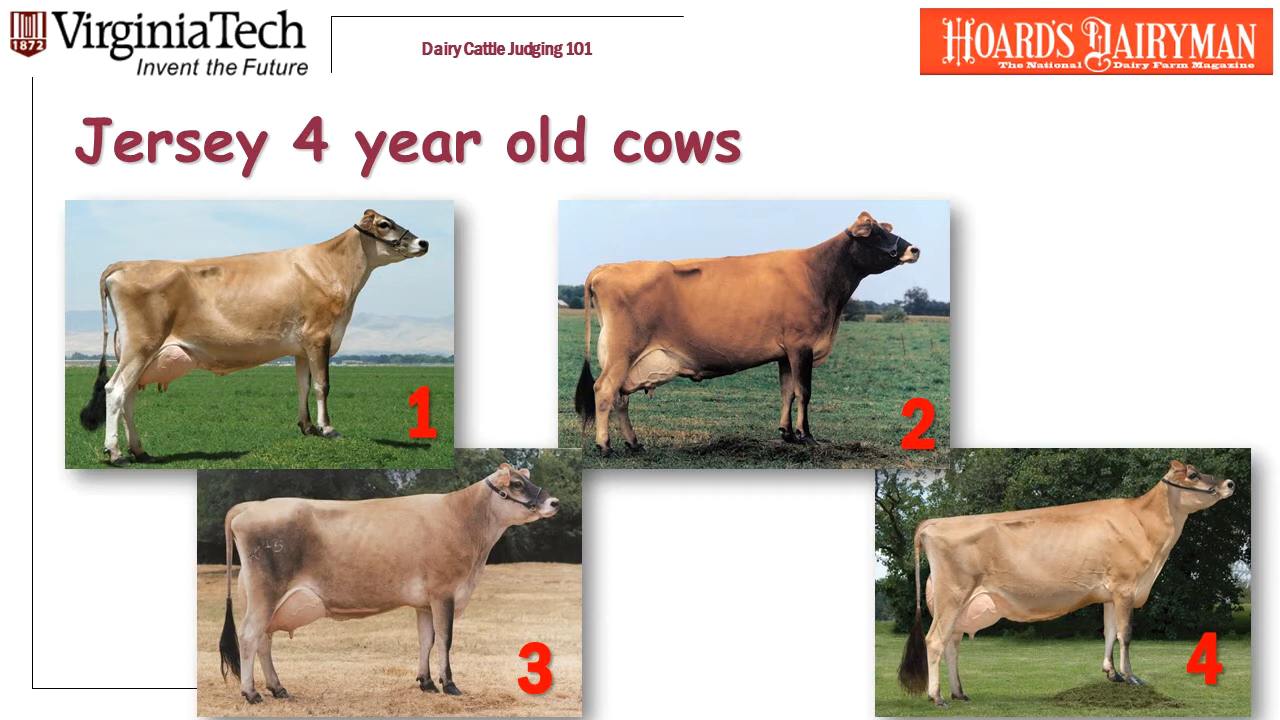 VirginiaTech
1872
Invent the Future
Dairy Cattle Judging 101
HOARD'S DAIRYMAN
The National Dairy Farm Magazine
Jersey 4 year old cows
1
2
3
4